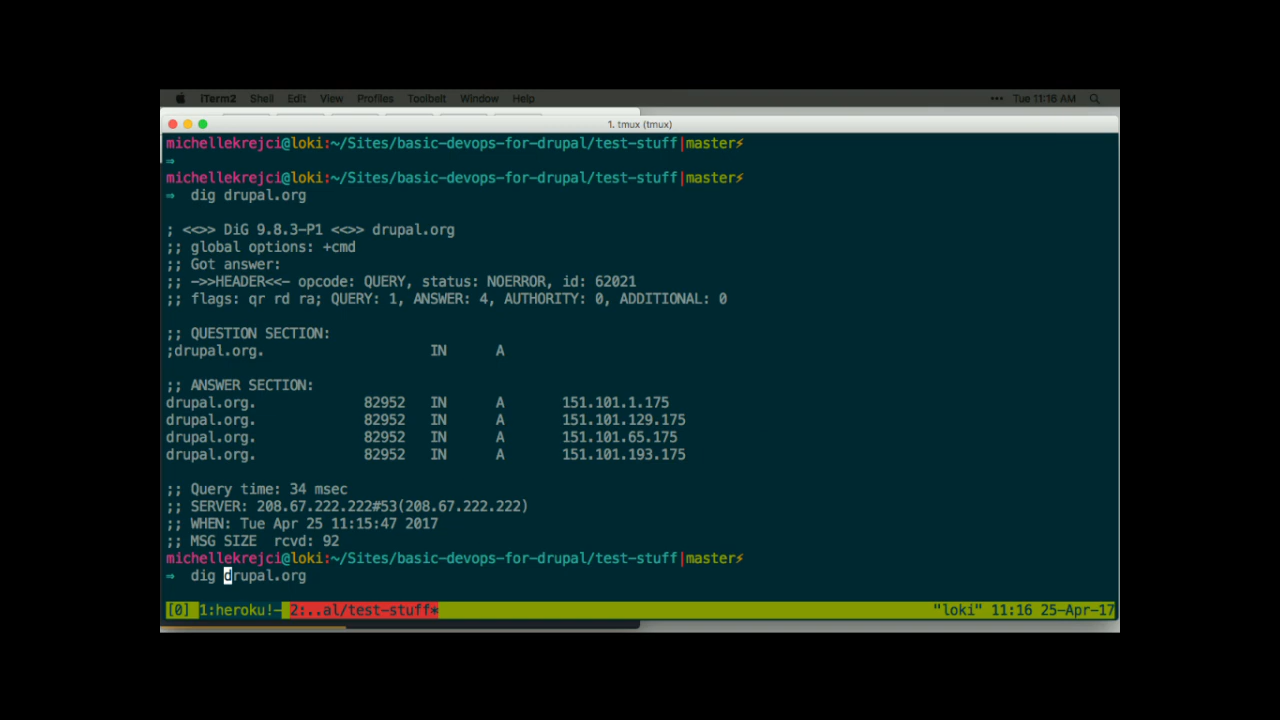 iTerm2 Shell Edit View Profiles Toolbelt Window Help ••• Tue 11:16 AM
1. tmux (tmux)
michellekrejci@loki:~/Sites/basic-devops-for-drupal/test-stuff|master⚡
⇒
michellekrejci@loki:~/Sites/basic-devops-for-drupal/test-stuff|master⚡
⇒ dig drupal.org
; <<>> DiG 9.8.3-P1 <<>> drupal.org
;; global options: +cmd
;; Got answer:
;; ->>HEADER<<- opcode: QUERY, status: NOERROR, id: 62021
;; flags: qr rd ra; QUERY: 1, ANSWER: 4, AUTHORITY: 0, ADDITIONAL: 0
;; QUESTION SECTION:
;drupal.org. IN A
;; ANSWER SECTION:
drupal.org. 82952 IN A 151.101.1.175
drupal.org. 82952 IN A 151.101.129.175
drupal.org. 82952 IN A 151.101.65.175
drupal.org. 82952 IN A 151.101.193.175
;; Query time: 34 msec
;; SERVER: 208.67.222.222#53(208.67.222.222)
;; WHEN: Tue Apr 25 11:15:47 2017
;; MSG SIZE rcvd: 92
michellekrejci@loki:~/Sites/basic-devops-for-drupal/test-stuff|master⚡
⇒ dig drupal.org
[0] 1:heroku!- 2:..al/test-stuff* "loki" 11:16 25-Apr-17